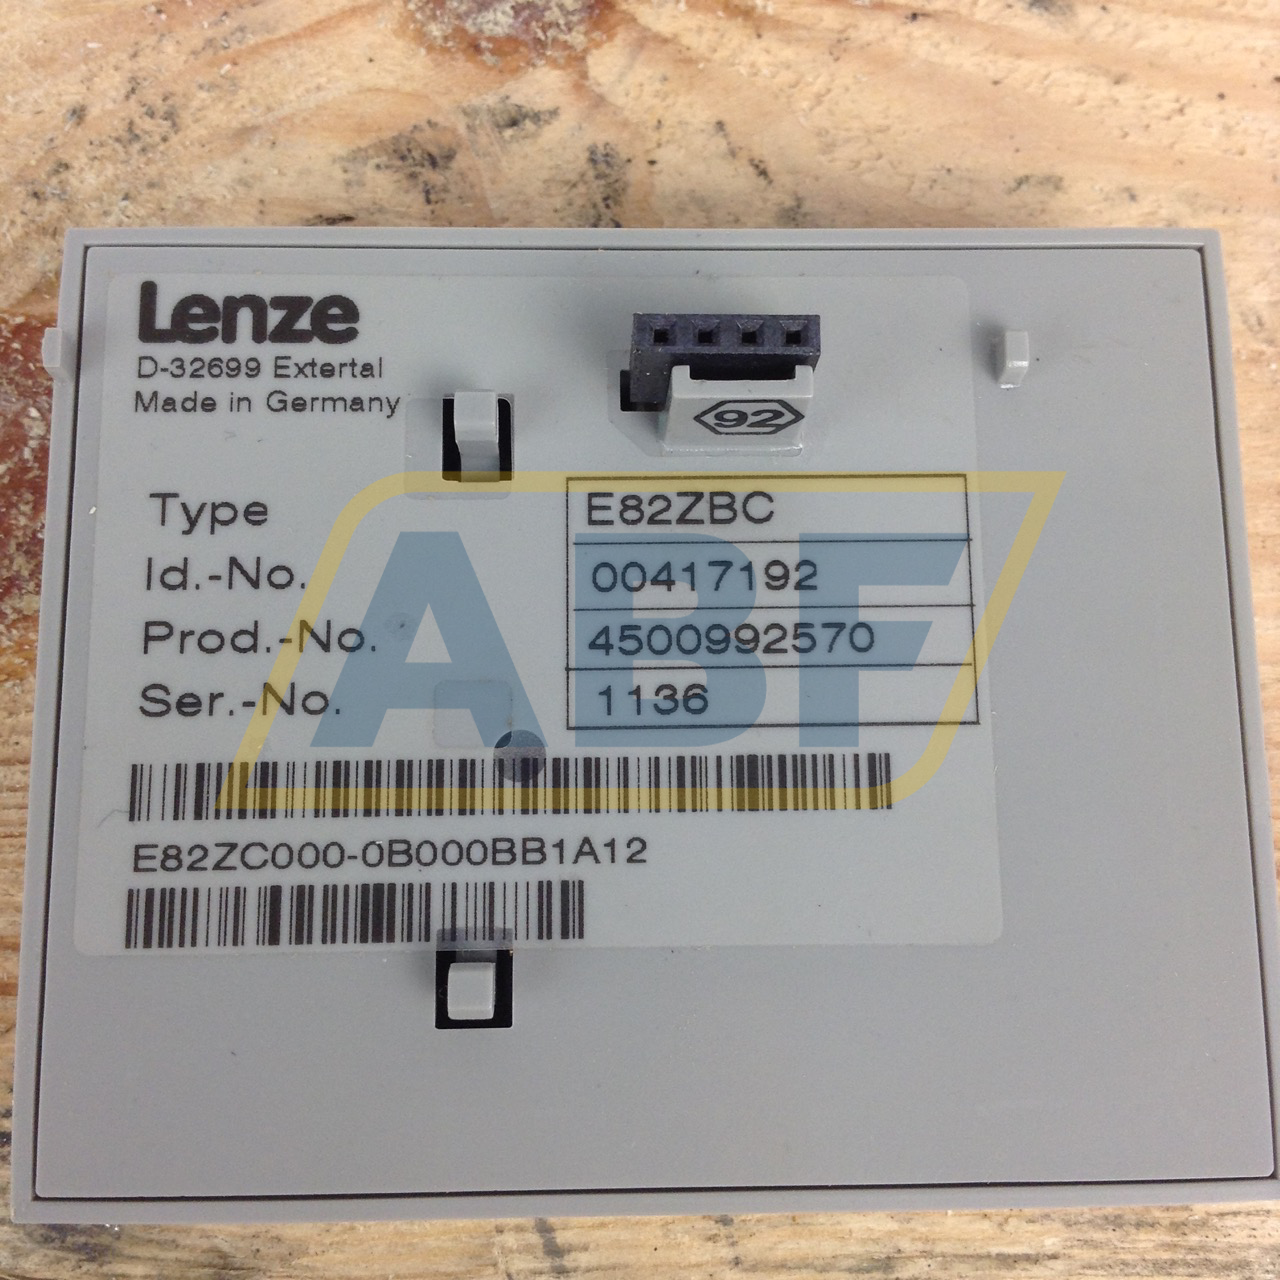 Lenze
D-32699 Extertal
Made in Germany
92
Type E82ZBC
Id.-No. 00417192
Prod.-No. 4500992570
Ser.-No. 1136
ABF
E82ZC000-0B000BB1A12